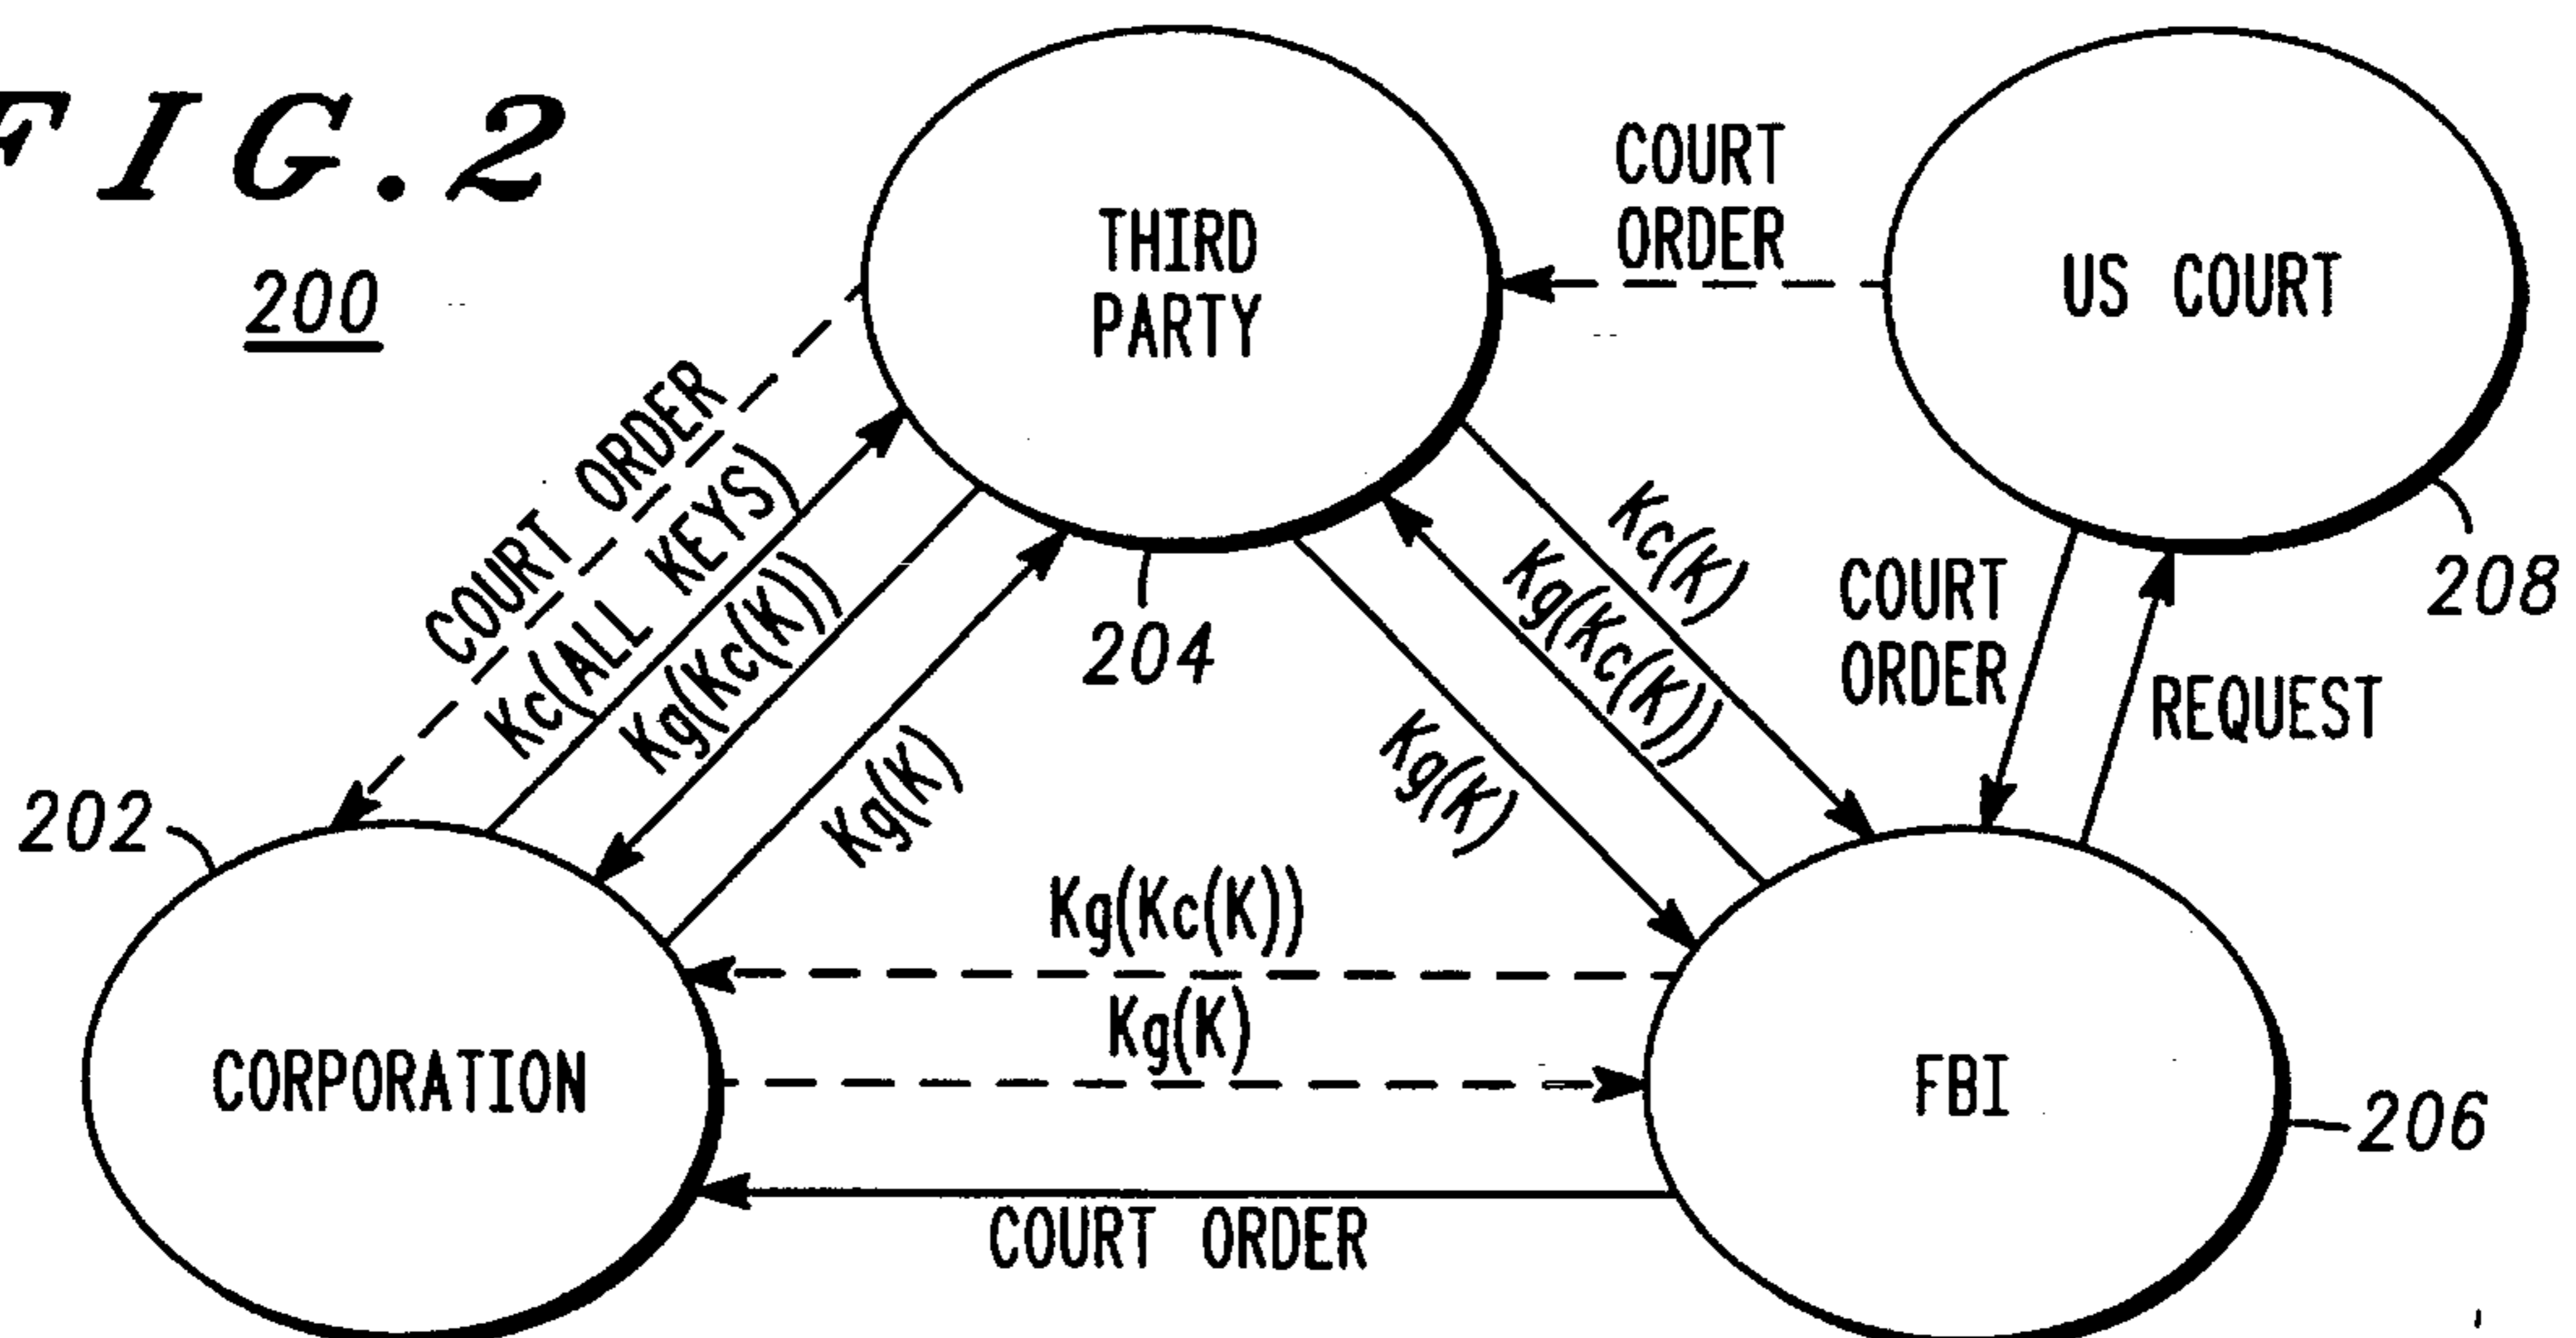 FIG.2
200
THIRD
PARTY
COURT
ORDER
US COURT
COURT ORDER
Kc(ALL KEYS)
Kg(Kc(K))
Kg(K)
204
Kc(K)
Kg(Kc(K))
Kg(K)
COURT
ORDER
REQUEST
208
202
Kg(Kc(K))
Kg(K)
CORPORATION
FBI
206
COURT ORDER